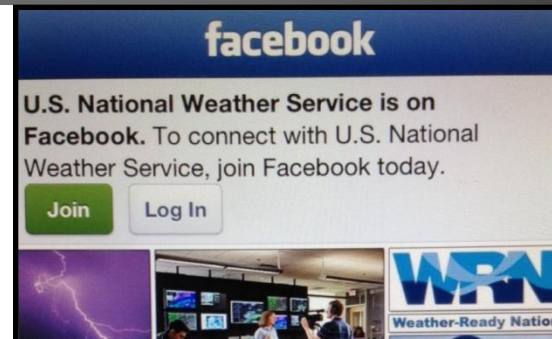 facebook
U.S. National Weather Service is on
Facebook. To connect with U.S. National
Weather Service, join Facebook today.
Join
Log In
WRN
Weather-Ready Nation